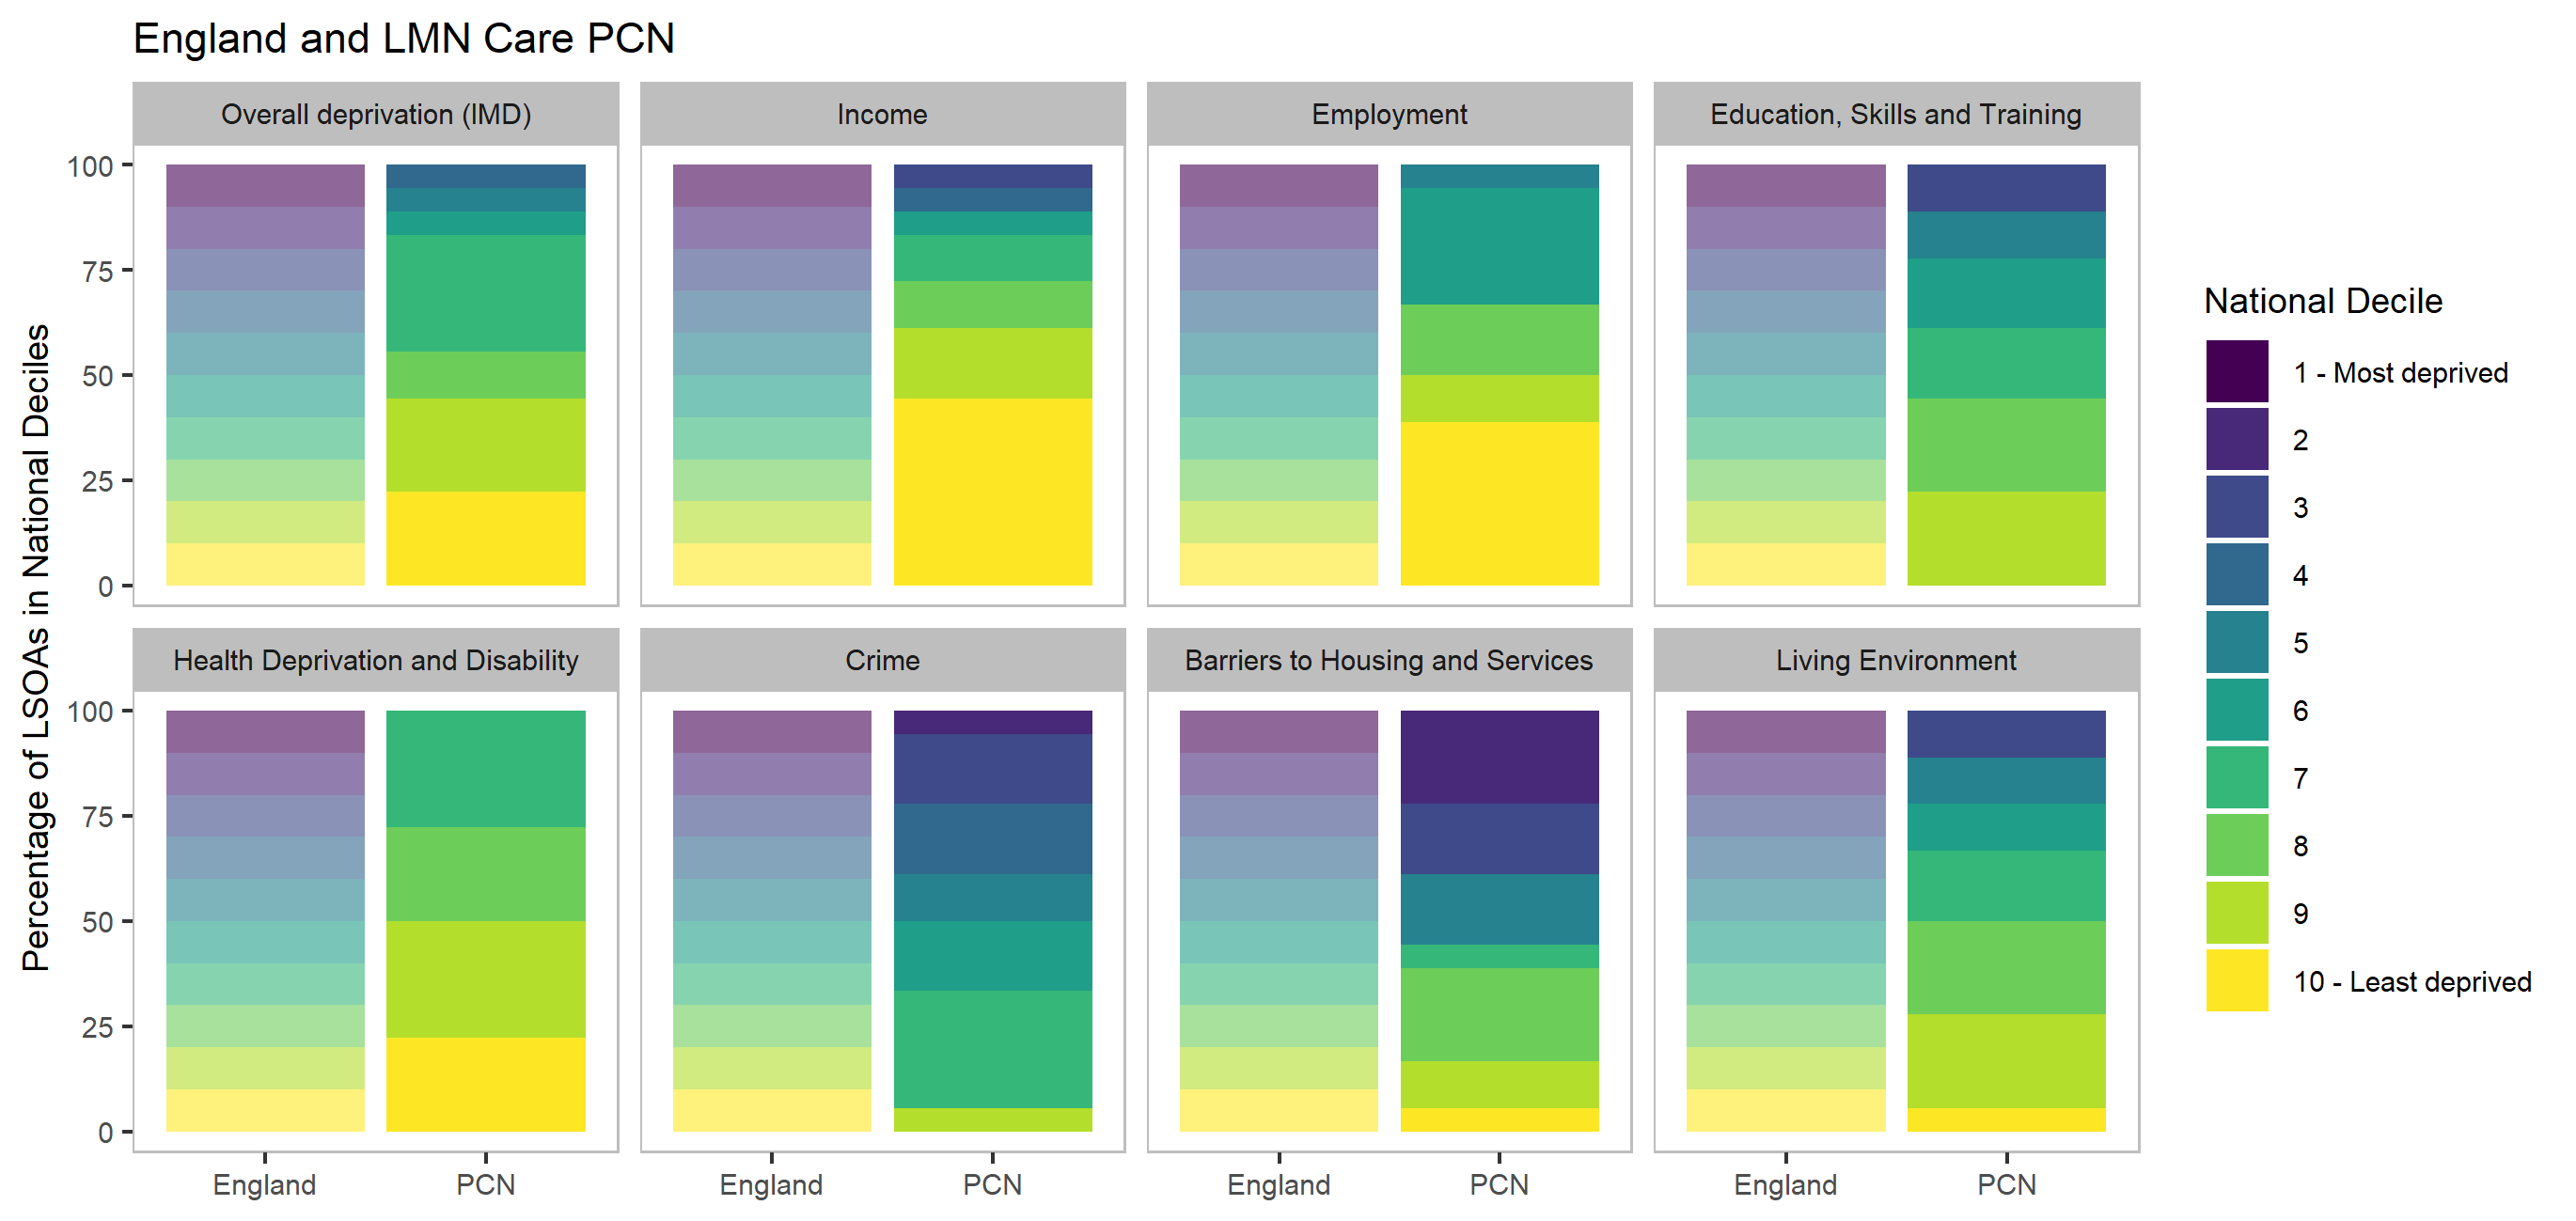 England and LMN Care PCN
Overall deprivation (IMD)
Income
Employment
Education, Skills and Training
100
75
50
25
0
Health Deprivation and Disability
Crime
Barriers to Housing and Services
Living Environment
100
75
50
25
0
England
PCN
England
PCN
England
PCN
England
PCN
Percentage of LSOAs in National Deciles
National Decile
1 - Most deprived
2
3
4
5
6
7
8
9
10 - Least deprived